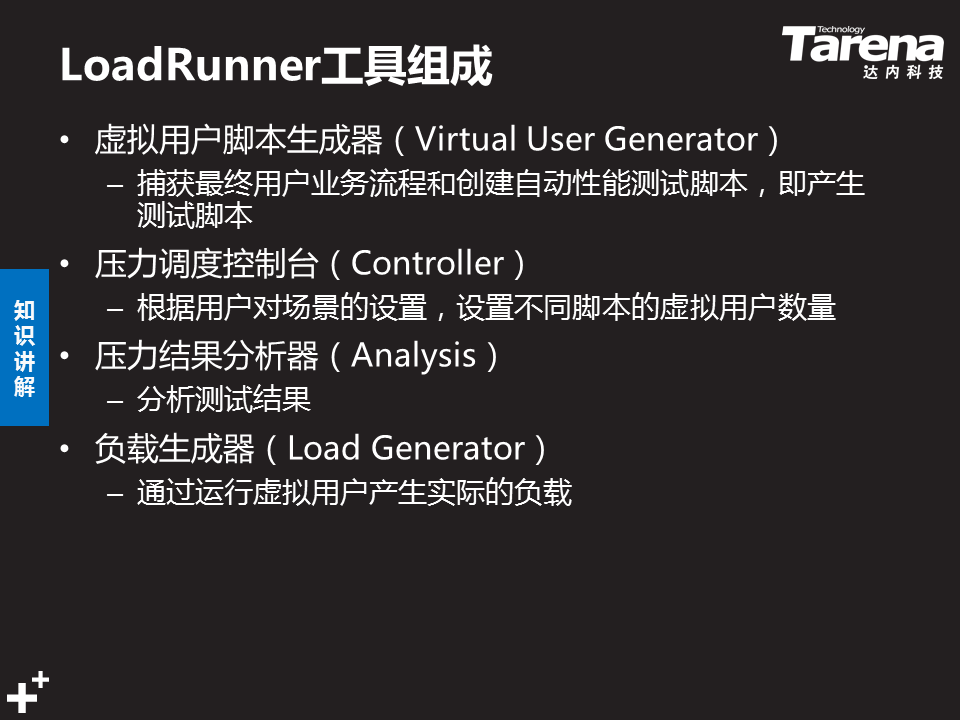 LoadRunner工具组成
Technology
Tarena
达内科技
• 虚拟用户脚本生成器（Virtual User Generator）
– 捕获最终用户业务流程和创建自动性能测试脚本，即产生
测试脚本
• 压力调度控制台（Controller）
– 根据用户对场景的设置，设置不同脚本的虚拟用户数量
• 压力结果分析器（Analysis）
– 分析测试结果
• 负载生成器（Load Generator）
– 通过运行虚拟用户产生实际的负载
知
识
讲
解